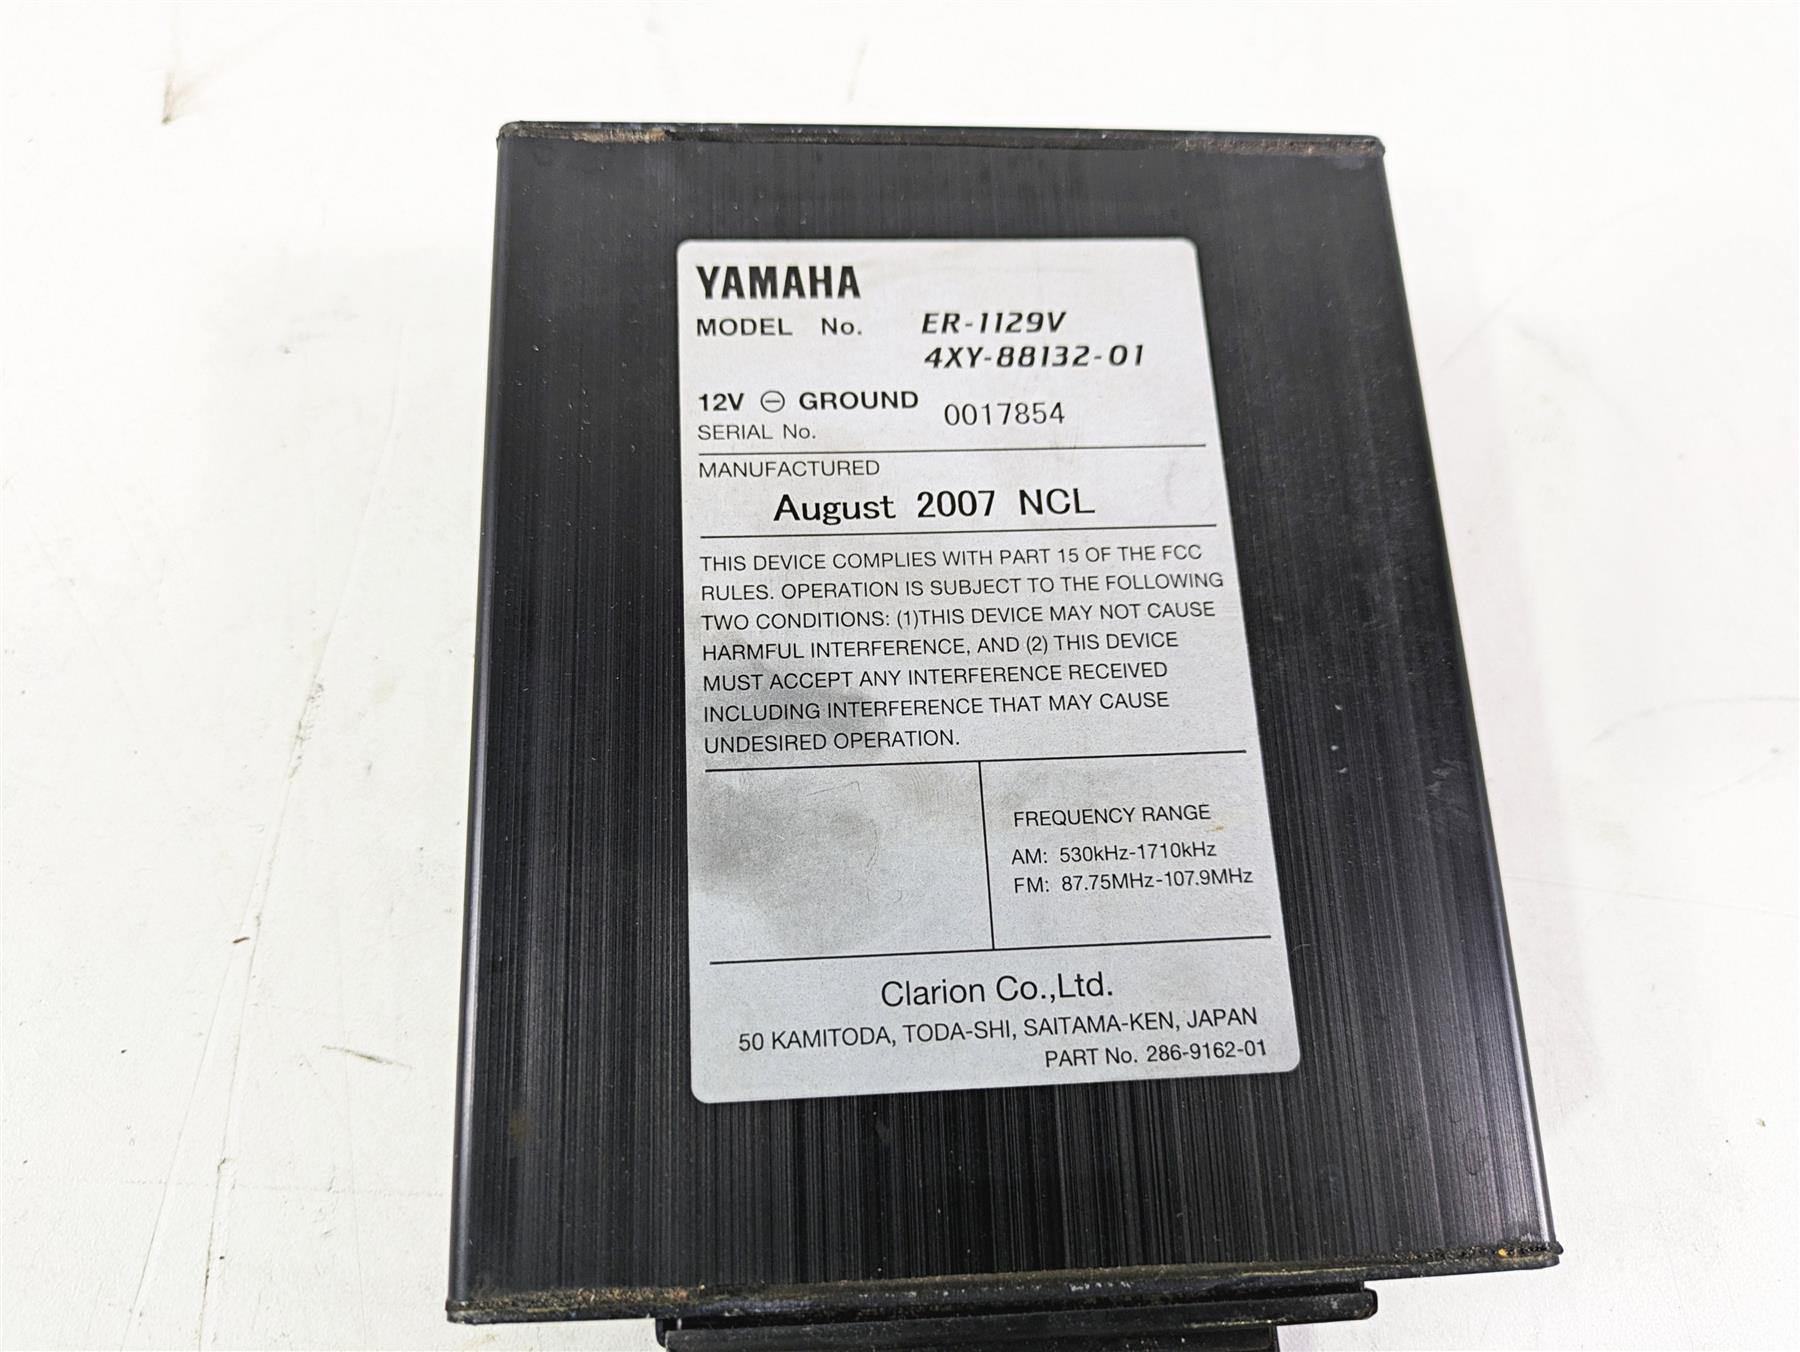 YAMAHA
MODEL No. ER-1129V
4XY-88132-01
12V ⊖ GROUND
SERIAL No. 0017854
MANUFACTURED
August 2007 NCL
THIS DEVICE COMPLIES WITH PART 15 OF THE FCC
RULES. OPERATION IS SUBJECT TO THE FOLLOWING
TWO CONDITIONS: (1)THIS DEVICE MAY NOT CAUSE
HARMFUL INTERFERENCE, AND (2) THIS DEVICE
MUST ACCEPT ANY INTERFERENCE RECEIVED
INCLUDING INTERFERENCE THAT MAY CAUSE
UNDESIRED OPERATION.
FREQUENCY RANGE
AM: 530kHz-1710kHz
FM: 87.75MHz-107.9MHz
Clarion Co.,Ltd.
50 KAMITODA, TODA-SHI, SAITAMA-KEN, JAPAN
PART No. 286-9162-01